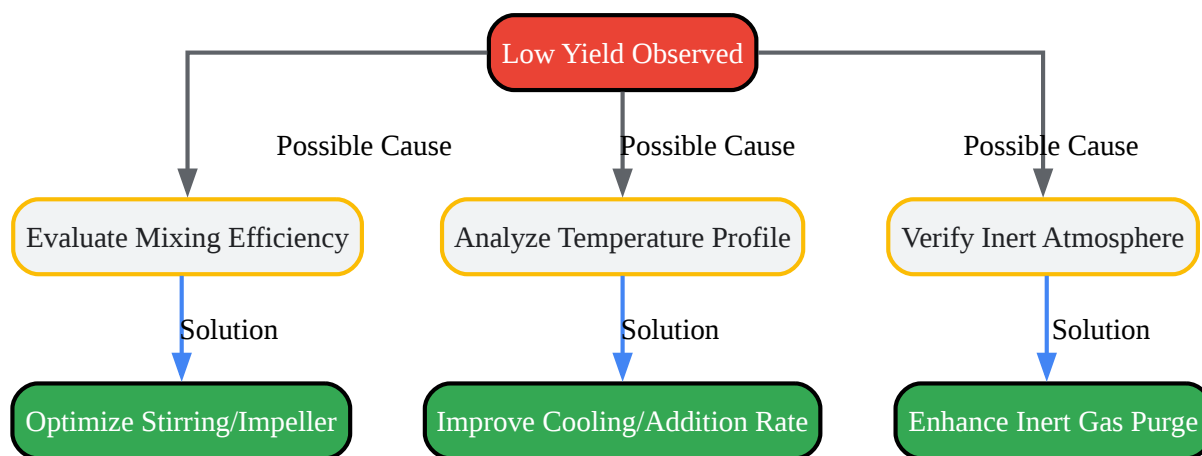 Low Yield Observed
Possible Cause
Possible Cause
Possible Cause
Evaluate Mixing Efficiency
Analyze Temperature Profile
Verify Inert Atmosphere
Solution
Solution
Solution
Optimize Stirring/Impeller
Improve Cooling/Addition Rate
Enhance Inert Gas Purge